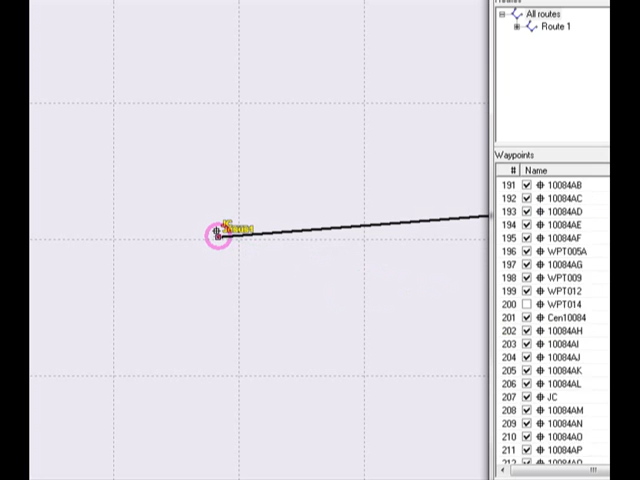 All routes
Route 1
Waypoints
# Name
191 10084AB
192 10084AC
193 10084AD
194 10084AE
195 10084AF
196 WPT005A
197 10084AG
198 WPT009
199 WPT012
200 WPT014
201 Cen10084
202 10084AH
203 10084AI
204 10084AJ
205 10084AK
206 10084AL
207 JC
208 10084AM
209 10084AN
210 10084AO
211 10084AP